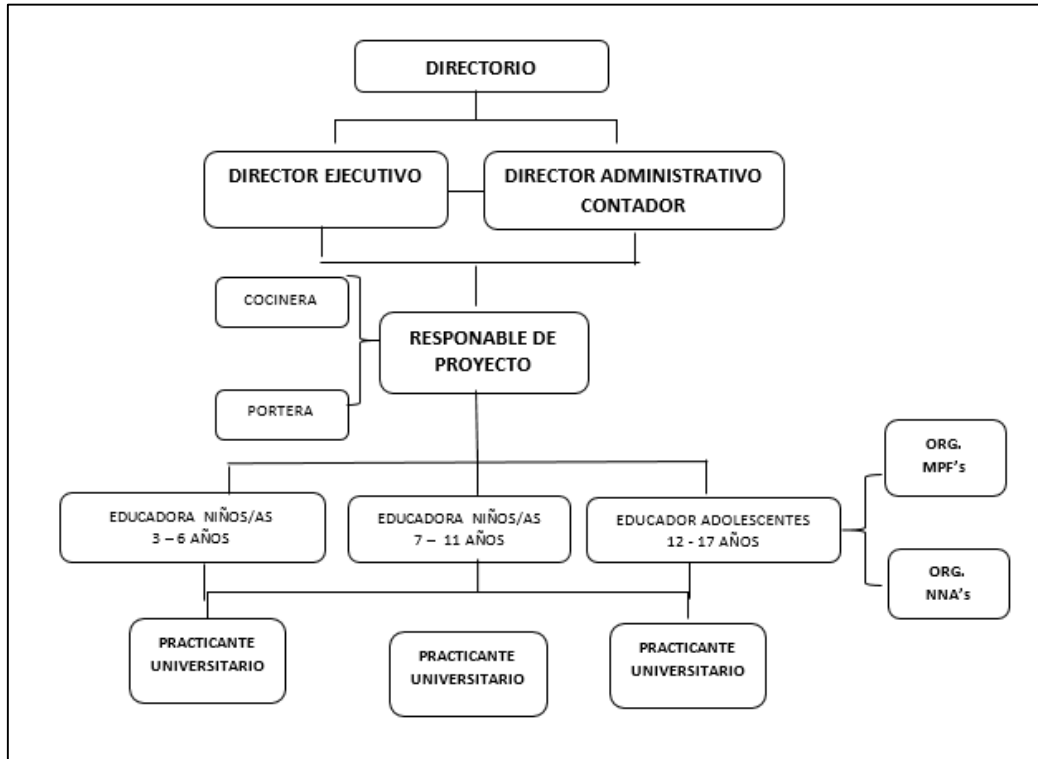 DIRECTORIO
DIRECTOR EJECUTIVO
DIRECTOR ADMINISTRATIVO
CONTADOR
COCINERA
RESPONABLE DE
PROYECTO
PORTERA
ORG.
MPF's
EDUCADORA NIÑOS/AS
3 – 6 AÑOS
EDUCADORA NIÑOS/AS
7 – 11 AÑOS
EDUCADOR ADOLESCENTES
12 - 17 AÑOS
ORG.
NNA's
PRACTICANTE
UNIVERSITARIO
PRACTICANTE
UNIVERSITARIO
PRACTICANTE
UNIVERSITARIO